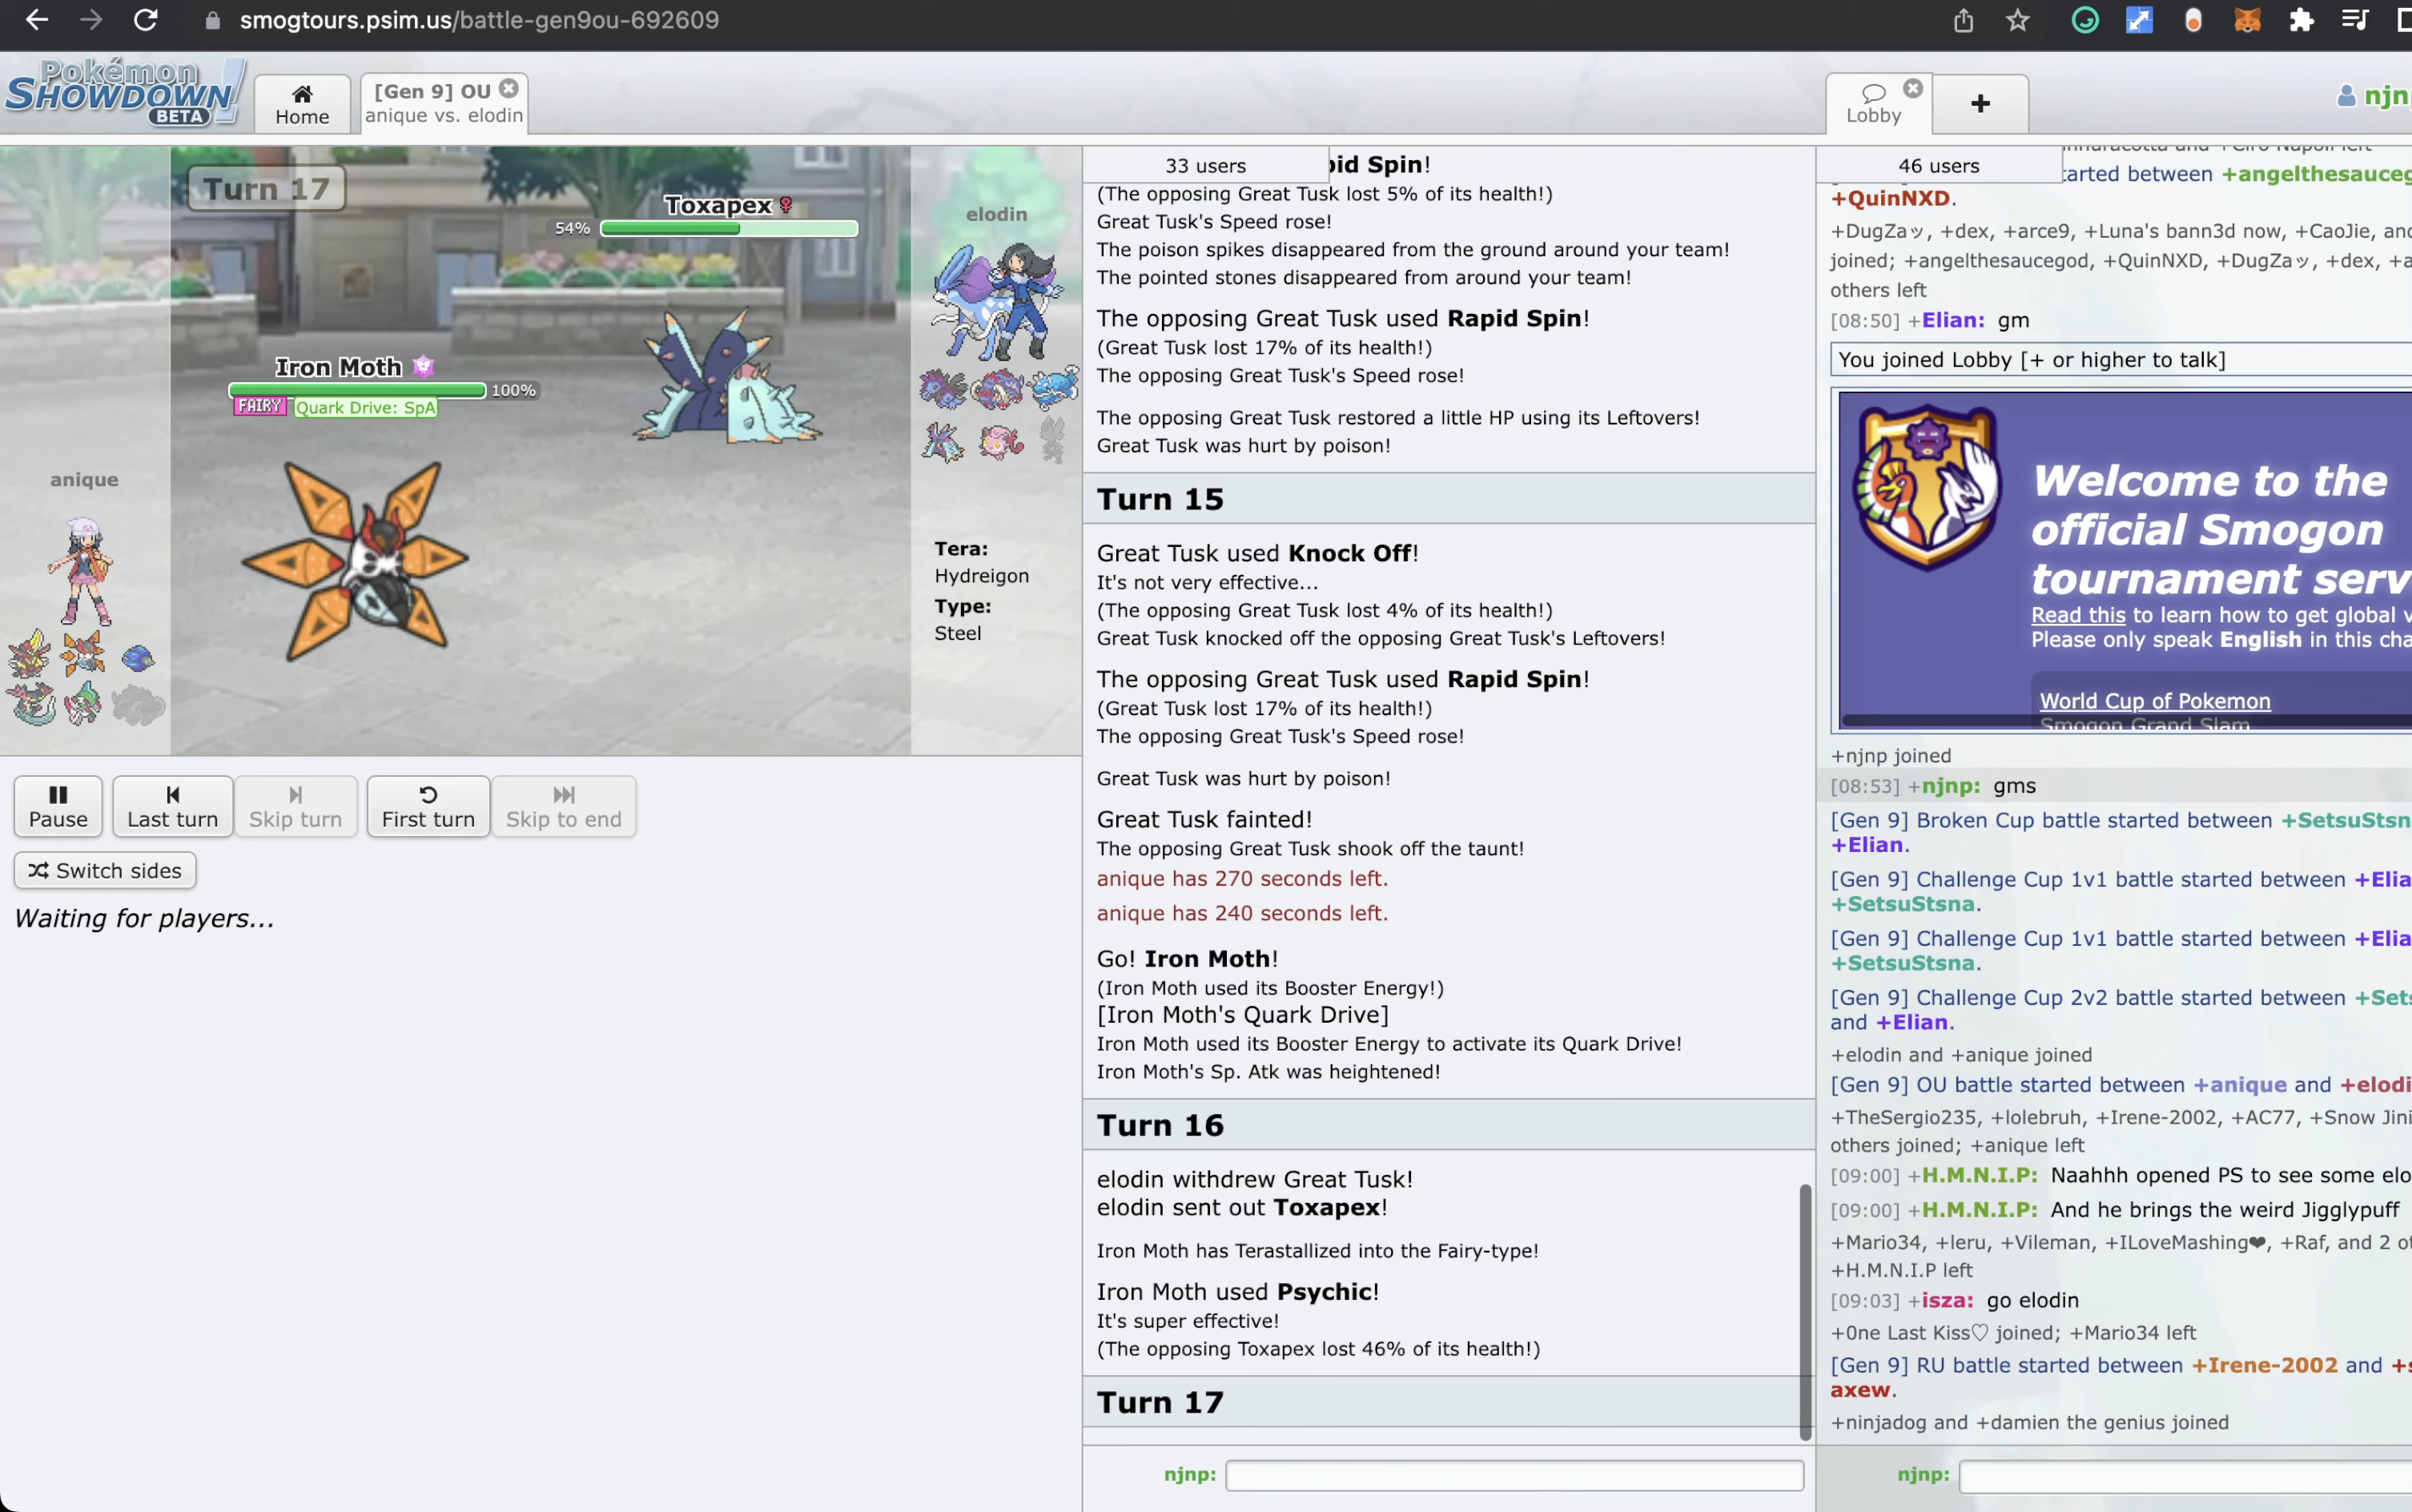 smogtours.psim.us/battle-gen9ou-692609
Pokémon
SHOWDOWN!
BETA
Home
[Gen 9] OU
anique vs. elodin
Lobby
Turn 17
Toxapex
54%
Iron Moth
100%
FAIRY
Quark Drive: SpA
anique
elodin
Tera:
Hydreigon
Type:
Steel
Pause
Last turn
Skip turn
First turn
Skip to end
Switch sides
Waiting for players...
33 users
pid Spin!
(The opposing Great Tusk lost 5% of its health!)
Great Tusk's Speed rose!
The poison spikes disappeared from the ground around your team!
The pointed stones disappeared from around your team!
The opposing Great Tusk used Rapid Spin!
(Great Tusk lost 17% of its health!)
The opposing Great Tusk's Speed rose!
The opposing Great Tusk restored a little HP using its Leftovers!
Great Tusk was hurt by poison!
Turn 15
Great Tusk used Knock Off!
It's not very effective...
(The opposing Great Tusk lost 4% of its health!)
Great Tusk knocked off the opposing Great Tusk's Leftovers!
The opposing Great Tusk used Rapid Spin!
(Great Tusk lost 17% of its health!)
The opposing Great Tusk's Speed rose!
Great Tusk was hurt by poison!
Great Tusk fainted!
The opposing Great Tusk shook off the taunt!
anique has 270 seconds left.
anique has 240 seconds left.
Go! Iron Moth!
(Iron Moth used its Booster Energy!)
[Iron Moth's Quark Drive]
Iron Moth used its Booster Energy to activate its Quark Drive!
Iron Moth's Sp. Atk was heightened!
Turn 16
elodin withdrew Great Tusk!
elodin sent out Toxapex!
Iron Moth has Terastallized into the Fairy-type!
Iron Moth used Psychic!
It's super effective!
(The opposing Toxapex lost 46% of its health!)
Turn 17
njnp:
46 users
tarted between +angelthesauceg
+QuinNXD.
+DugZaッ, +dex, +arce9, +Luna's bann3d now, +CaoJie, and
joined; +angelthesaucegod, +QuinNXD, +DugZaッ, +dex, +a
others left
[08:50] +Elian: gm
You joined Lobby [+ or higher to talk]
Welcome to the
official Smogon
tournament serv
Read this to learn how to get global v
Please only speak English in this cha
World Cup of Pokemon
Smogon Grand Slam
+njnp joined
[08:53] +njnp: gms
[Gen 9] Broken Cup battle started between +SetsuStsn
+Elian.
[Gen 9] Challenge Cup 1v1 battle started between +Elia
+SetsuStsna.
[Gen 9] Challenge Cup 1v1 battle started between +Elia
+SetsuStsna.
[Gen 9] Challenge Cup 2v2 battle started between +Sets
and +Elian.
+elodin and +anique joined
[Gen 9] OU battle started between +anique and +elodi
+TheSergio235, +lolebruh, +Irene-2002, +AC77, +Snow Jini
others joined; +anique left
[09:00] +H.M.N.I.P: Naahhh opened PS to see some elo
[09:00] +H.M.N.I.P: And he brings the weird Jigglypuff
+Mario34, +leru, +Vileman, +ILoveMashing❤, +Raf, and 2 ot
+H.M.N.I.P left
[09:03] +isza: go elodin
+0ne Last Kiss♡ joined; +Mario34 left
[Gen 9] RU battle started between +Irene-2002 and +s
axew.
+ninjadog and +damien the genius joined
njnp:
njn